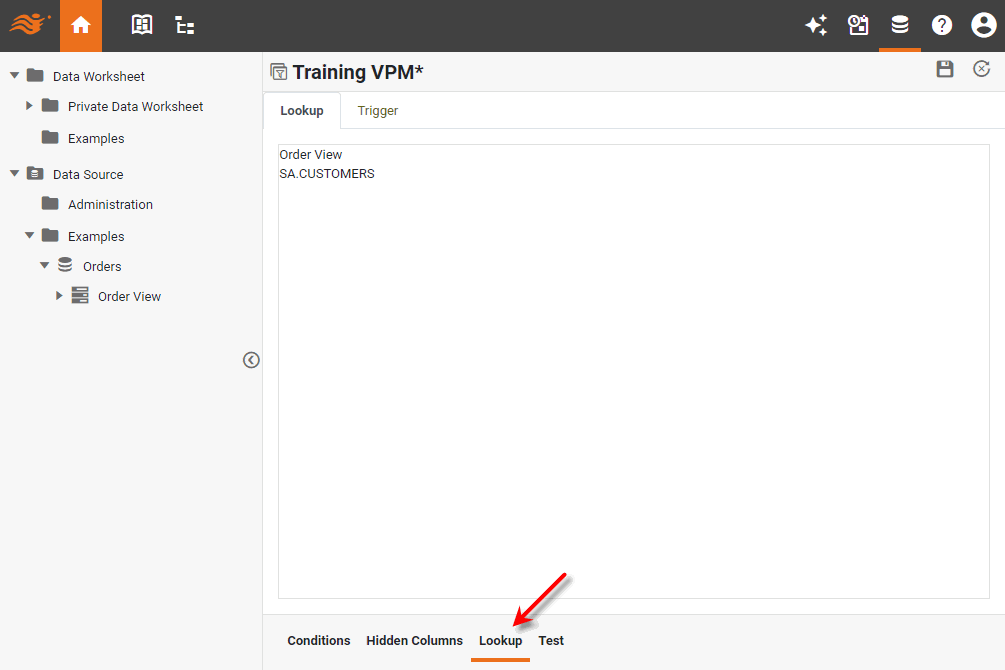 Training VPM*
Data Worksheet
Private Data Worksheet
Examples
Data Source
Administration
Examples
Orders
Order View
Lookup
Trigger
Order View
SA.CUSTOMERS
Conditions
Hidden Columns
Lookup
Test